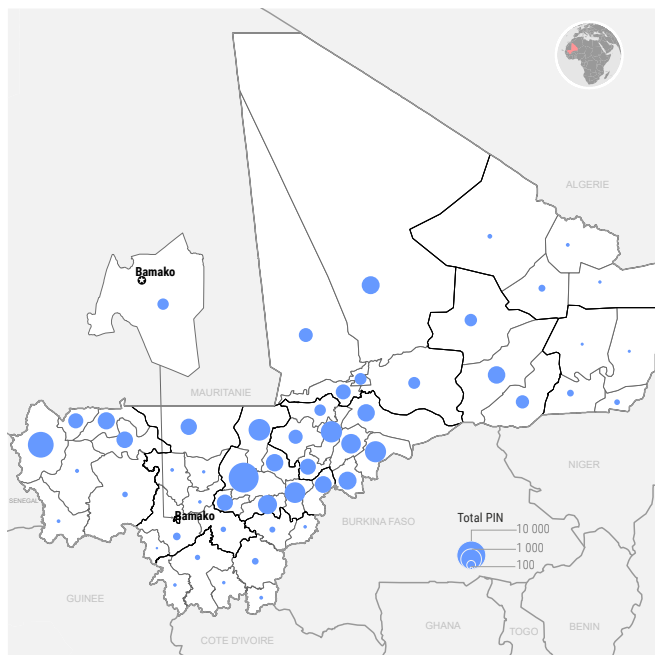 ALGERIE
Bamako
MAURITANIE
NIGER
SENEGAL
Bamako
BURKINA FASO
Total PIN
10 000
1 000
100
GUINEE
COTE D'IVOIRE
GHANA
TOGO
BENIN